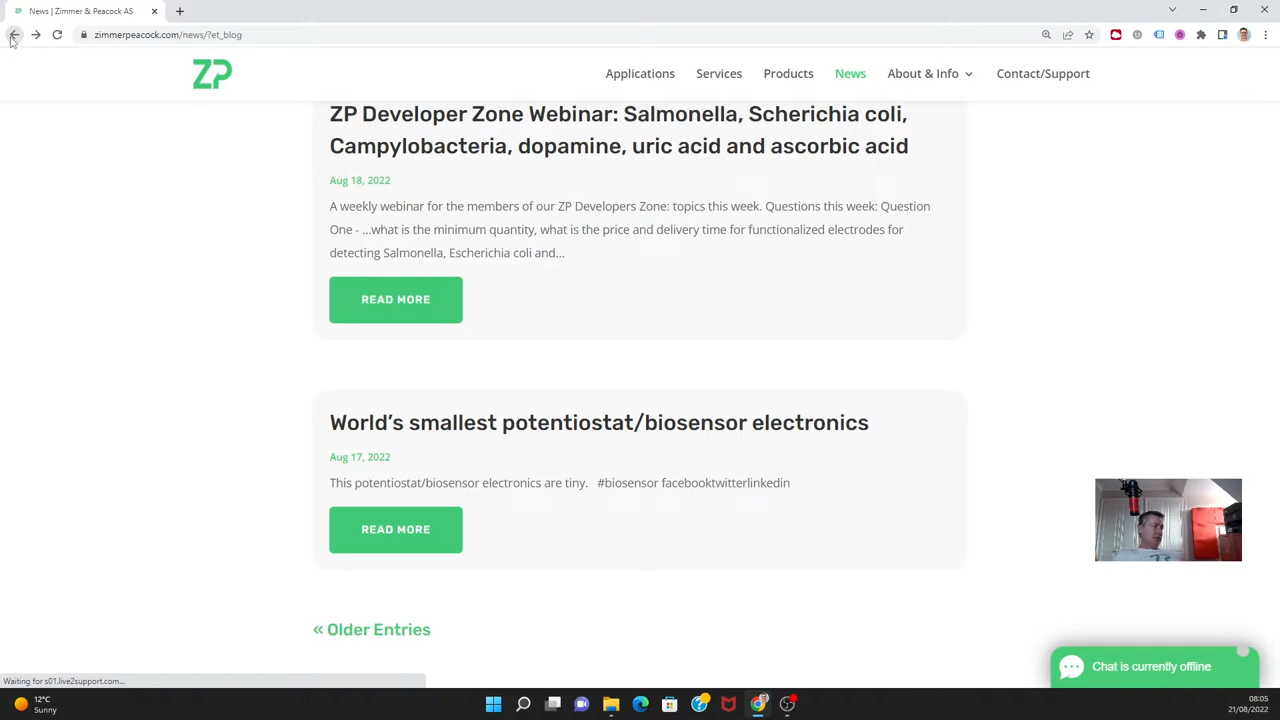 News | Zimmer & Peacock AS
zimmerpeacock.com/news/?et_blog
ZP
Applications
Services
Products
News
About & Info
Contact/Support
ZP Developer Zone Webinar: Salmonella, Scherichia coli,
Campylobacteria, dopamine, uric acid and ascorbic acid
Aug 18, 2022
A weekly webinar for the members of our ZP Developers Zone: topics this week. Questions this week: Question
One - ...what is the minimum quantity, what is the price and delivery time for functionalized electrodes for
detecting Salmonella, Escherichia coli and...
READ MORE
World's smallest potentiostat/biosensor electronics
Aug 17, 2022
This potentiostat/biosensor electronics are tiny. #biosensor facebooktwitterlinkedin
READ MORE
« Older Entries
Chat is currently offline
Waiting for s01.live2support.com...
12°C
Sunny
08:05
21/08/2022